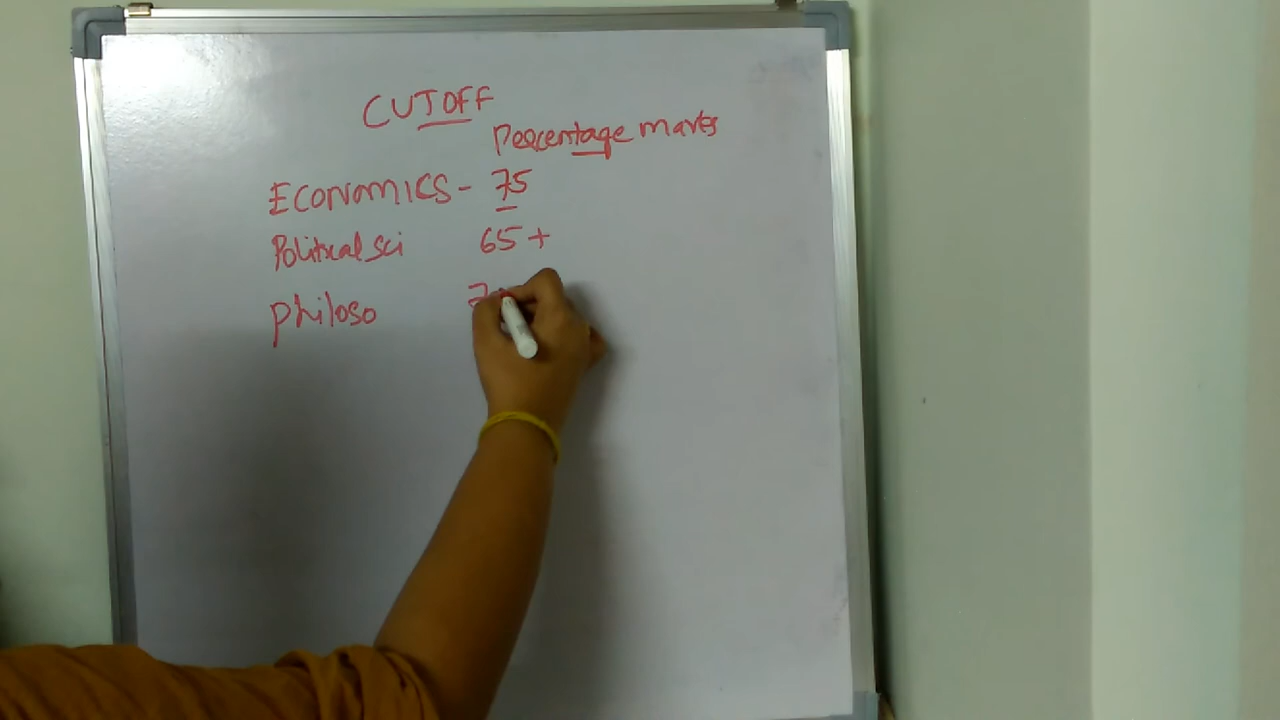 CUTOFF
Percentage marks
ECONOMICS - 75
Political sci 65 +
Philoso